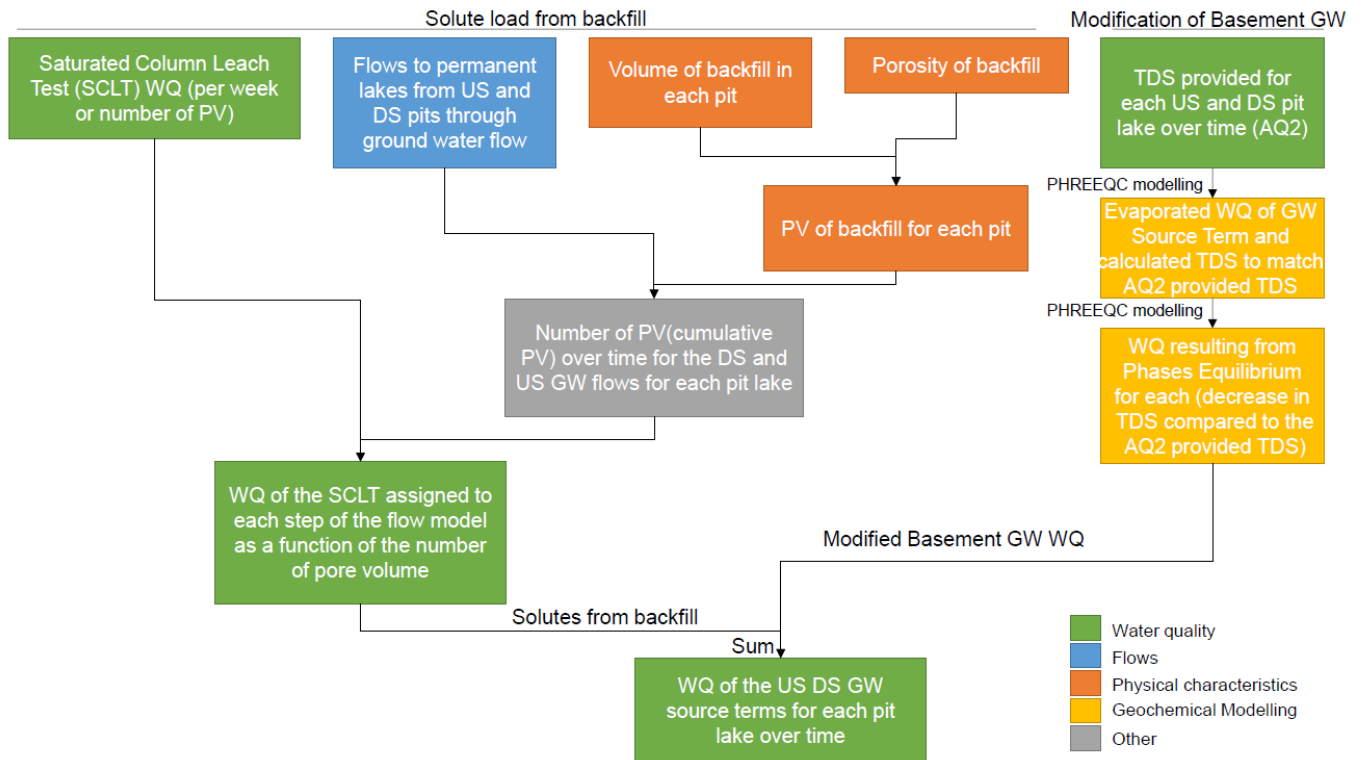 Solute load from backfill
Modification of Basement GW
Saturated Column Leach
Test (SCLT) WQ (per week
or number of PV)
Flows to permanent
lakes from US and
DS pits through
ground water flow
Volume of backfill in
each pit
Porosity of backfill
TDS provided for
each US and DS pit
lake over time (AQ2)
PHREEQC modelling
PV of backfill for each pit
Evaporated WQ of GW
Source Term and
calculated TDS to match
AQ2 provided TDS
PHREEQC modelling
Number of PV(cumulative
PV) over time for the DS and
US GW flows for each pit lake
WQ resulting from
Phases Equilibrium
for each (decrease in
TDS compared to the
AQ2 provided TDS)
WQ of the SCLT assigned to
each step of the flow model
as a function of the number
of pore volume
Modified Basement GW WQ
Solutes from backfill
Sum
WQ of the US DS GW
source terms for each pit
lake over time
Water quality
Flows
Physical characteristics
Geochemical Modelling
Other